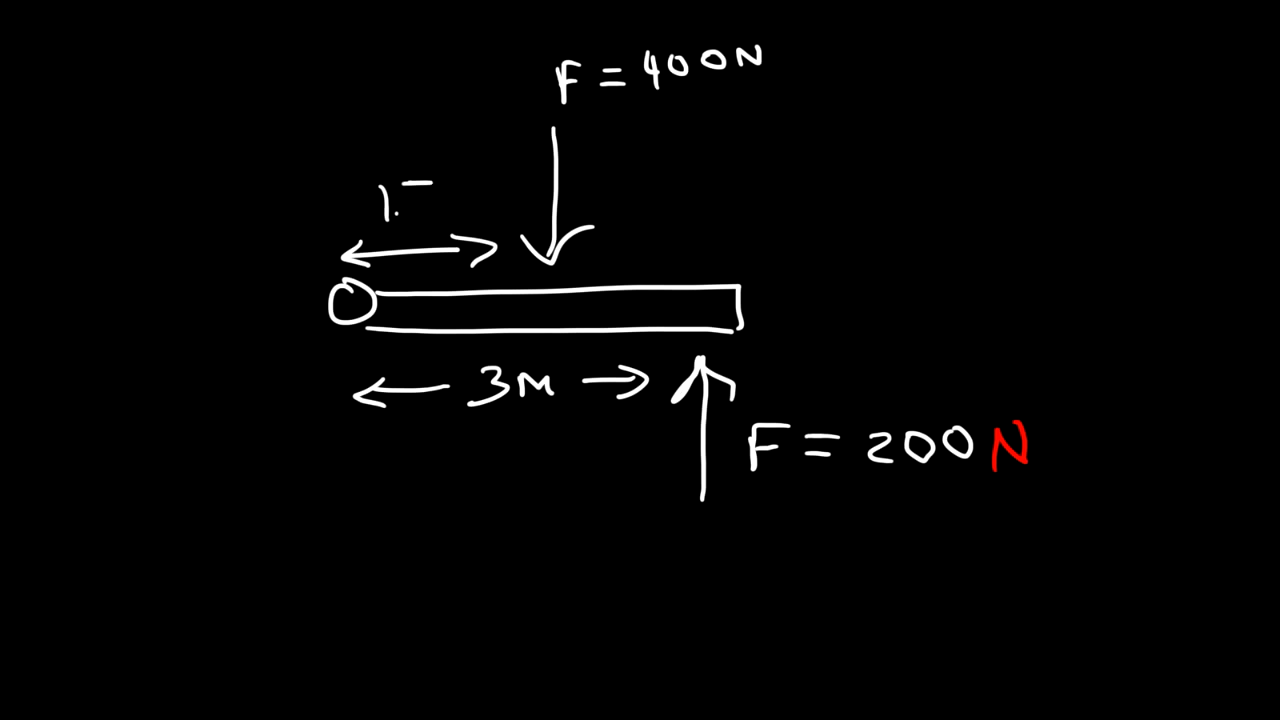 F = 400N
1.
3M
F = 200N